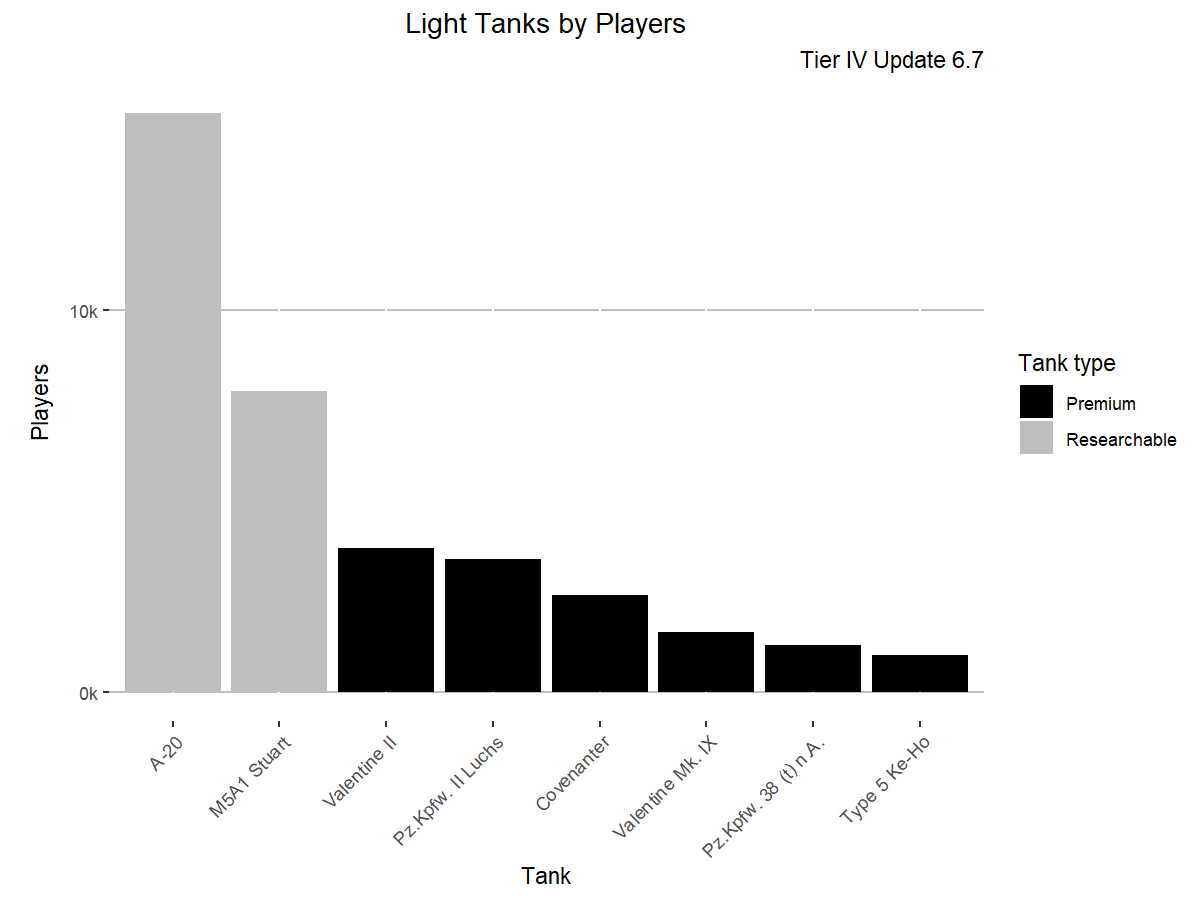 Light Tanks by Players
Tier IV Update 6.7
Players
10k
0k
A-20
M5A1 Stuart
Valentine II
Pz.Kpfw. II Luchs
Covenanter
Valentine Mk. IX
Pz.Kpfw. 38 (t) n.A.
Type 5 Ke-Ho
Tank
Tank type
Premium
Researchable